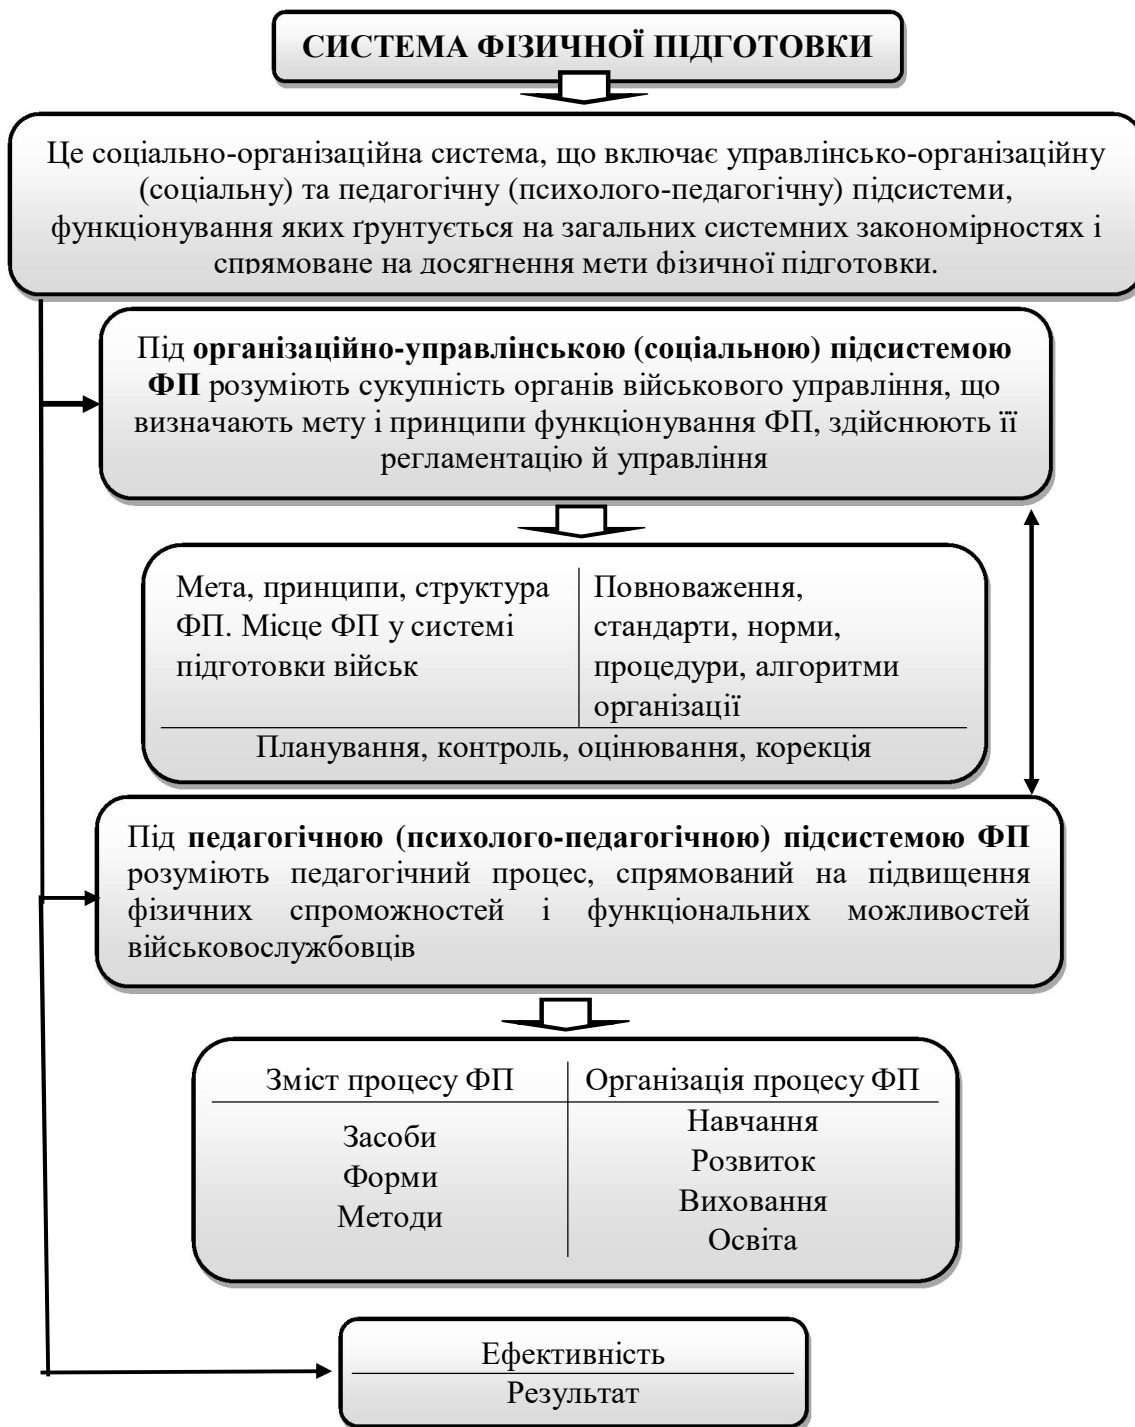 СИСТЕМА ФІЗИЧНОЇ ПІДГОТОВКИ
Це соціально-організаційна система, що включає управлінсько-організаційну
(соціальну) та педагогічну (психолого-педагогічну) підсистеми,
функціонування яких ґрунтується на загальних системних закономірностях і
спрямоване на досягнення мети фізичної підготовки.
Під організаційно-управлінською (соціальною) підсистемою
ФП розуміють сукупність органів військового управління, що
визначають мету і принципи функціонування ФП, здійснюють її
регламентацію й управління
Мета, принципи, структура
ФП. Місце ФП у системі
підготовки військ
Повноваження,
стандарти, норми,
процедури, алгоритми
організації
Планування, контроль, оцінювання, корекція
Під педагогічною (психолого-педагогічною) підсистемою ФП
розуміють педагогічний процес, спрямований на підвищення
фізичних спроможностей і функціональних можливостей
військовослужбовців
Зміст процесу ФП
Засоби
Форми
Методи
Організація процесу ФП
Навчання
Розвиток
Виховання
Освіта
Ефективність
Результат